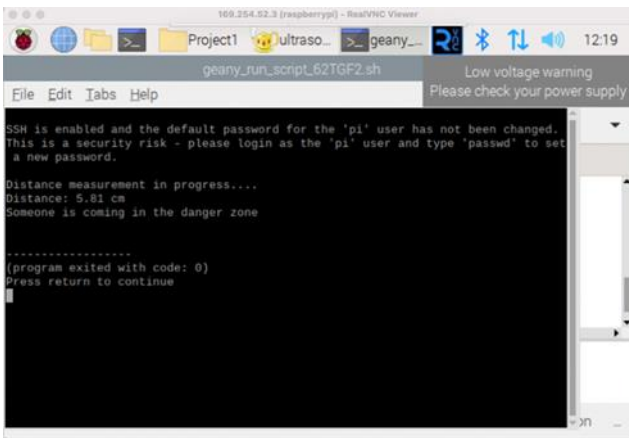 169.254.52.3 (raspberrypi) - RealVNC Viewer
Project1 ultraso... geany_... 12:19
geany_run_script_62TGF2.sh
Low voltage warning
Please check your power supply
File Edit Tabs Help
SSH is enabled and the default password for the 'pi' user has not been changed.
This is a security risk - please login as the 'pi' user and type 'passwd' to set
a new password.
Distance measurement in progress....
Distance: 5.81 cm
Someone is coming in the danger zone
------------------
(program exited with code: 0)
Press return to continue
on